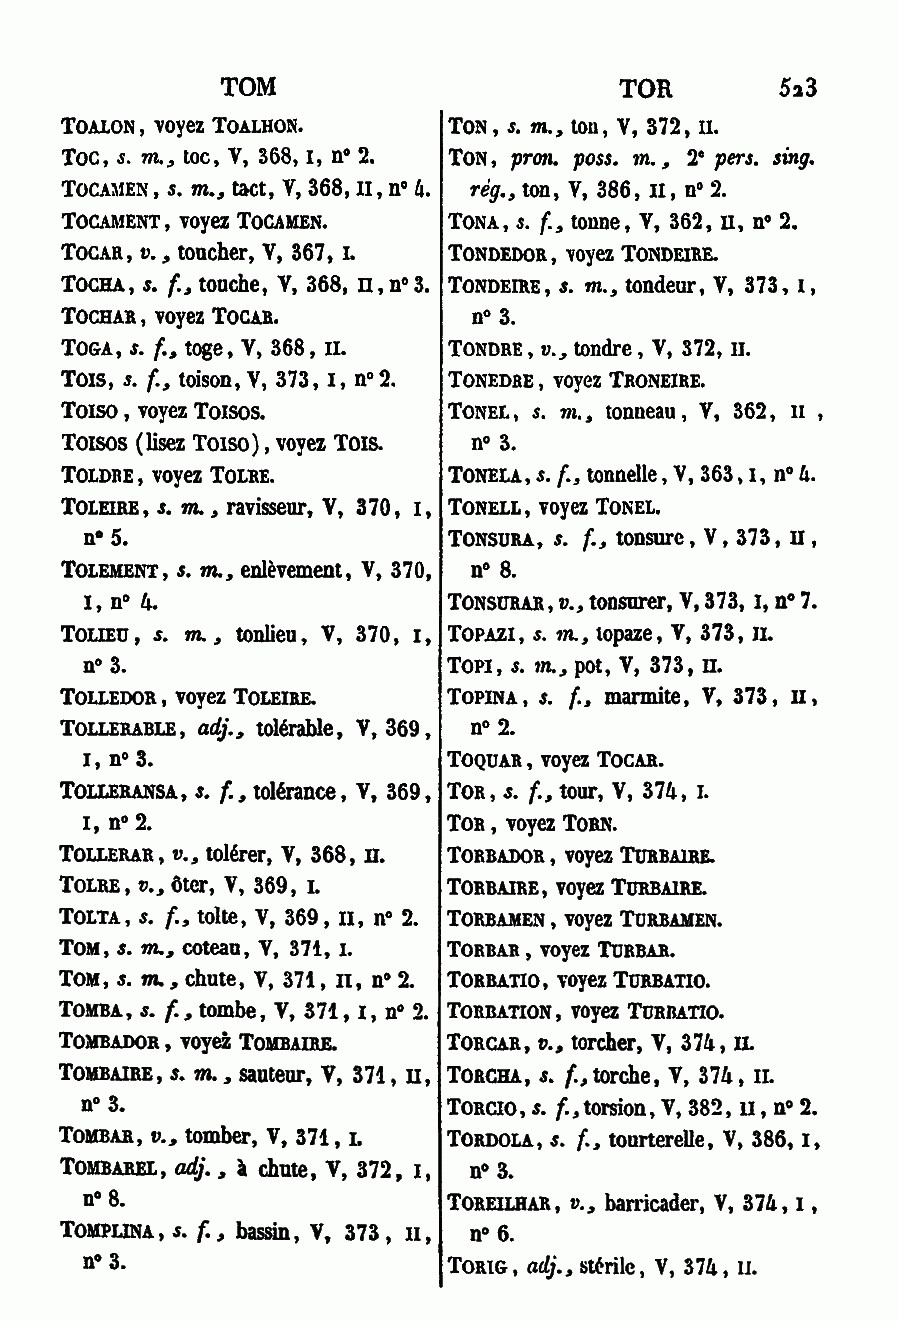 TOM
TOALON, voyez TOALHON.
TOC, s. m., toc, V, 368, I, n° 2.
TOCAMEN, s. m., tact, V, 368, II, n° 4.
TOCAMENT, voyez TOCAMEN.
TOCAR, v., toucher, V, 367, I.
TOCHA, s. f., touche, V, 368, II, n° 3.
TOCHAR, voyez TOCAR.
TOGA, s. f., toge, V, 368, II.
TOIS, s. f., toison, V, 373, I, n° 2.
TOISO, voyez TOISOS.
TOISOS (lisez TOISO), voyez TOIS.
TOLDRE, voyez TOLRE.
TOLEIRE, s. m., ravisseur, V, 370, I,
n° 5.
TOLEMENT, s. m., enlèvement, V, 370,
I, n° 4.
TOLIEU, s. m., tonlieu, V, 370, I,
n° 3.
TOLLEDOR, voyez TOLEIRE.
TOLLERABLE, adj., tolérable, V, 369,
I, n° 3.
TOLLERANSA, s. f., tolérance, V, 369,
I, n° 2.
TOLLERAR, v., tolérer, V, 368, II.
TOLRE, v., ôter, V, 369, I.
TOLTA, s. f., tolte, V, 369, II, n° 2.
TOM, s. m., coteau, V, 371, I.
TOM, s. m., chute, V, 371, II, n° 2.
TOMBA, s. f., tombe, V, 371, I, n° 2.
TOMBADOR, voyez TOMBAIRE.
TOMBAIRE, s. m., sauteur, V, 371, II,
n° 3.
TOMBAR, v., tomber, V, 371, I.
TOMBAREL, adj., à chute, V, 372, I,
n° 8.
TOMPLINA, s. f., bassin, V, 373, II,
n° 3.
TOR 523
TON, s. m., ton, V, 372, II.
TON, pron. poss. m., 2e pers. sing.
rég., ton, V, 386, II, n° 2.
TONA, s. f., tonne, V, 362, II, n° 2.
TONDEDOR, voyez TONDEIRE.
TONDEIRE, s. m., tondeur, V, 373, I,
n° 3.
TONDRE, v., tondre, V, 372, II.
TONEDRE, voyez TRONEIRE.
TONEL, s. m., tonneau, V, 362, II,
n° 3.
TONELA, s. f., tonnelle, V, 363, I, n° 4.
TONELL, voyez TONEL.
TONSURA, s. f., tonsure, V, 373, II,
n° 8.
TONSURAR, v., tonsurer, V, 373, I, n° 7.
TOPAZI, s. m., topaze, V, 373, II.
TOPI, s. m., pot, V, 373, II.
TOPINA, s. f., marmite, V, 373, II,
n° 2.
TOQUAR, voyez TOCAR.
TOR, s. f., tour, V, 374, I.
TOR, voyez TORN.
TORBADOR, voyez TURBAIRE.
TORBAIRE, voyez TURBAIRE.
TORBAMEN, voyez TURBAMEN.
TORBAR, voyez TURBAR.
TORBATIO, voyez TURBATIO.
TORBATION, voyez TURBATIO.
TORCAR, v., torcher, V, 374, II.
TORCHA, s. f., torche, V, 374, II.
TORCIO, s. f., torsion, V, 382, II, n° 2.
TORDOLA, s. f., tourterelle, V, 386, I,
n° 3.
TOREILHAR, v., barricader, V, 374, I,
n° 6.
TORIG, adj., stérile, V, 374, II.